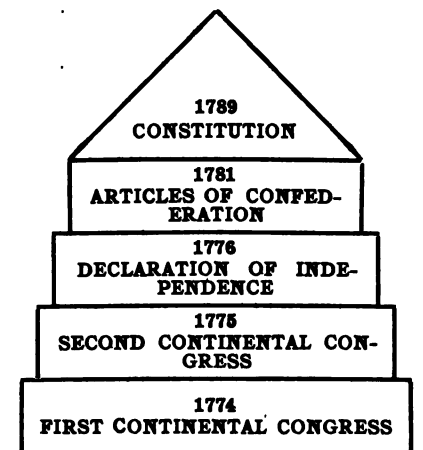 1789
CONSTITUTION
1781
ARTICLES OF CONFED-
ERATION
1776
DECLARATION OF INDE-
PENDENCE
1775
SECOND CONTINENTAL CON-
GRESS
1774
FIRST CONTINENTAL CONGRESS